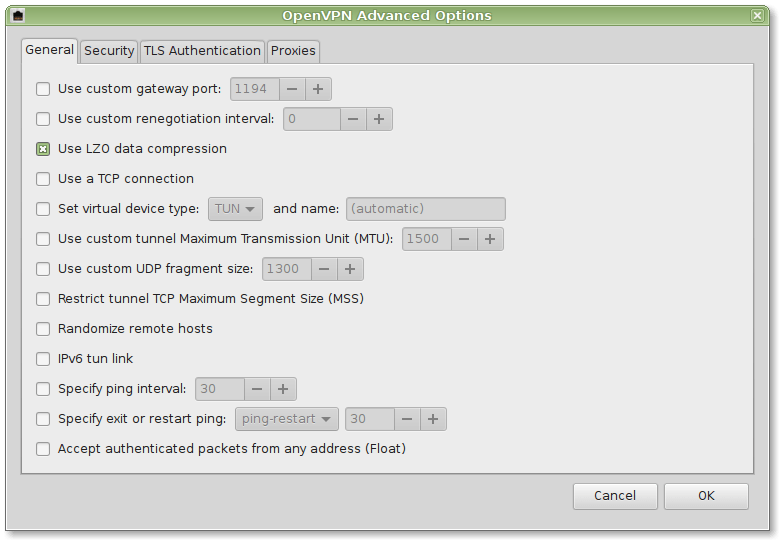 OpenVPN Advanced Options
General Security TLS Authentication Proxies
Use custom gateway port: 1194
Use custom renegotiation interval: 0
Use LZO data compression
Use a TCP connection
Set virtual device type: TUN and name: (automatic)
Use custom tunnel Maximum Transmission Unit (MTU): 1500
Use custom UDP fragment size: 1300
Restrict tunnel TCP Maximum Segment Size (MSS)
Randomize remote hosts
IPv6 tun link
Specify ping interval: 30
Specify exit or restart ping: ping-restart 30
Accept authenticated packets from any address (Float)
Cancel OK